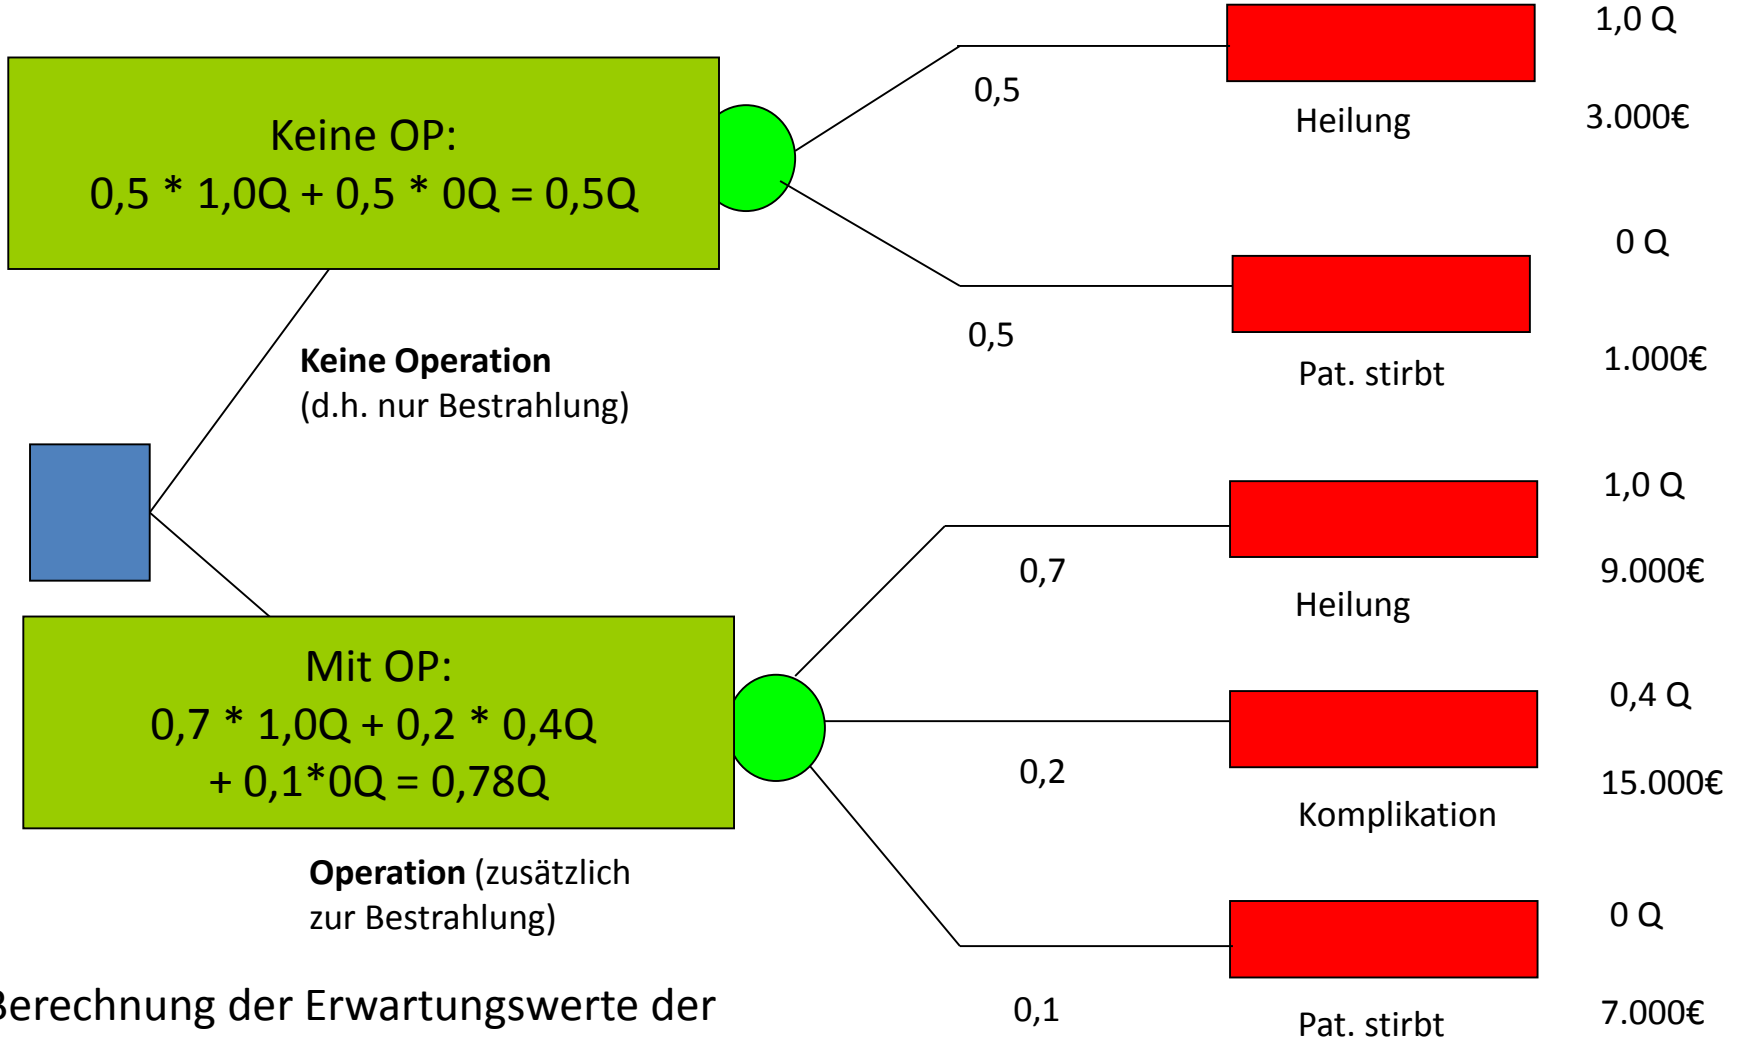 1,0 Q
0,5
Heilung
3.000€
Keine OP:
0,5 * 1,0Q + 0,5 * 0Q = 0,5Q
0 Q
0,5
Pat. stirbt
1.000€
Keine Operation
(d.h. nur Bestrahlung)
1,0 Q
0,7
9.000€
Heilung
Mit OP:
0,7 * 1,0Q + 0,2 * 0,4Q
+ 0,1*0Q = 0,78Q
0,4 Q
0,2
15.000€
Komplikation
Operation (zusätzlich
zur Bestrahlung)
0 Q
0,1
Pat. stirbt
7.000€
Berechnung der Erwartungswerte der